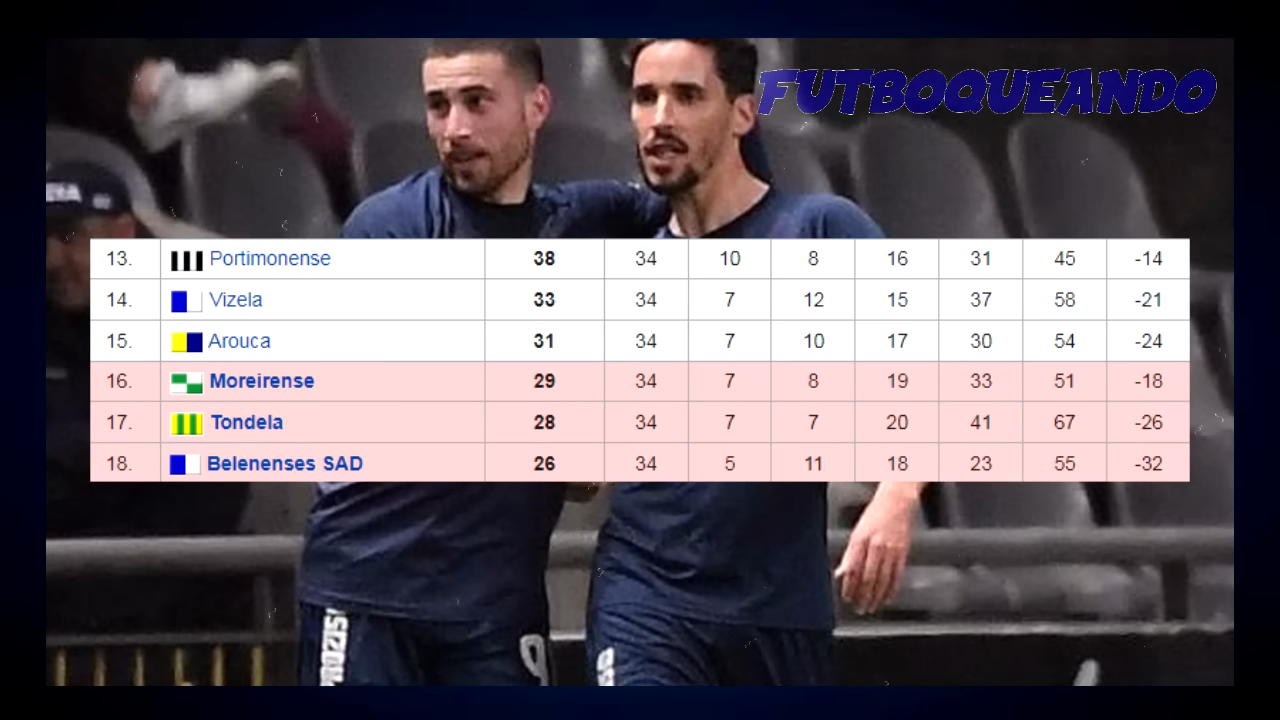 FUTBOQUEANDO
13. Portimonense 38 34 10 8 16 31 45 -14
14. Vizela 33 34 7 12 15 37 58 -21
15. Arouca 31 34 7 10 17 30 54 -24
16. Moreirense 29 34 7 8 19 33 51 -18
17. Tondela 28 34 7 7 20 41 67 -26
18. Belenenses SAD 26 34 5 11 18 23 55 -32
PROZIS
9